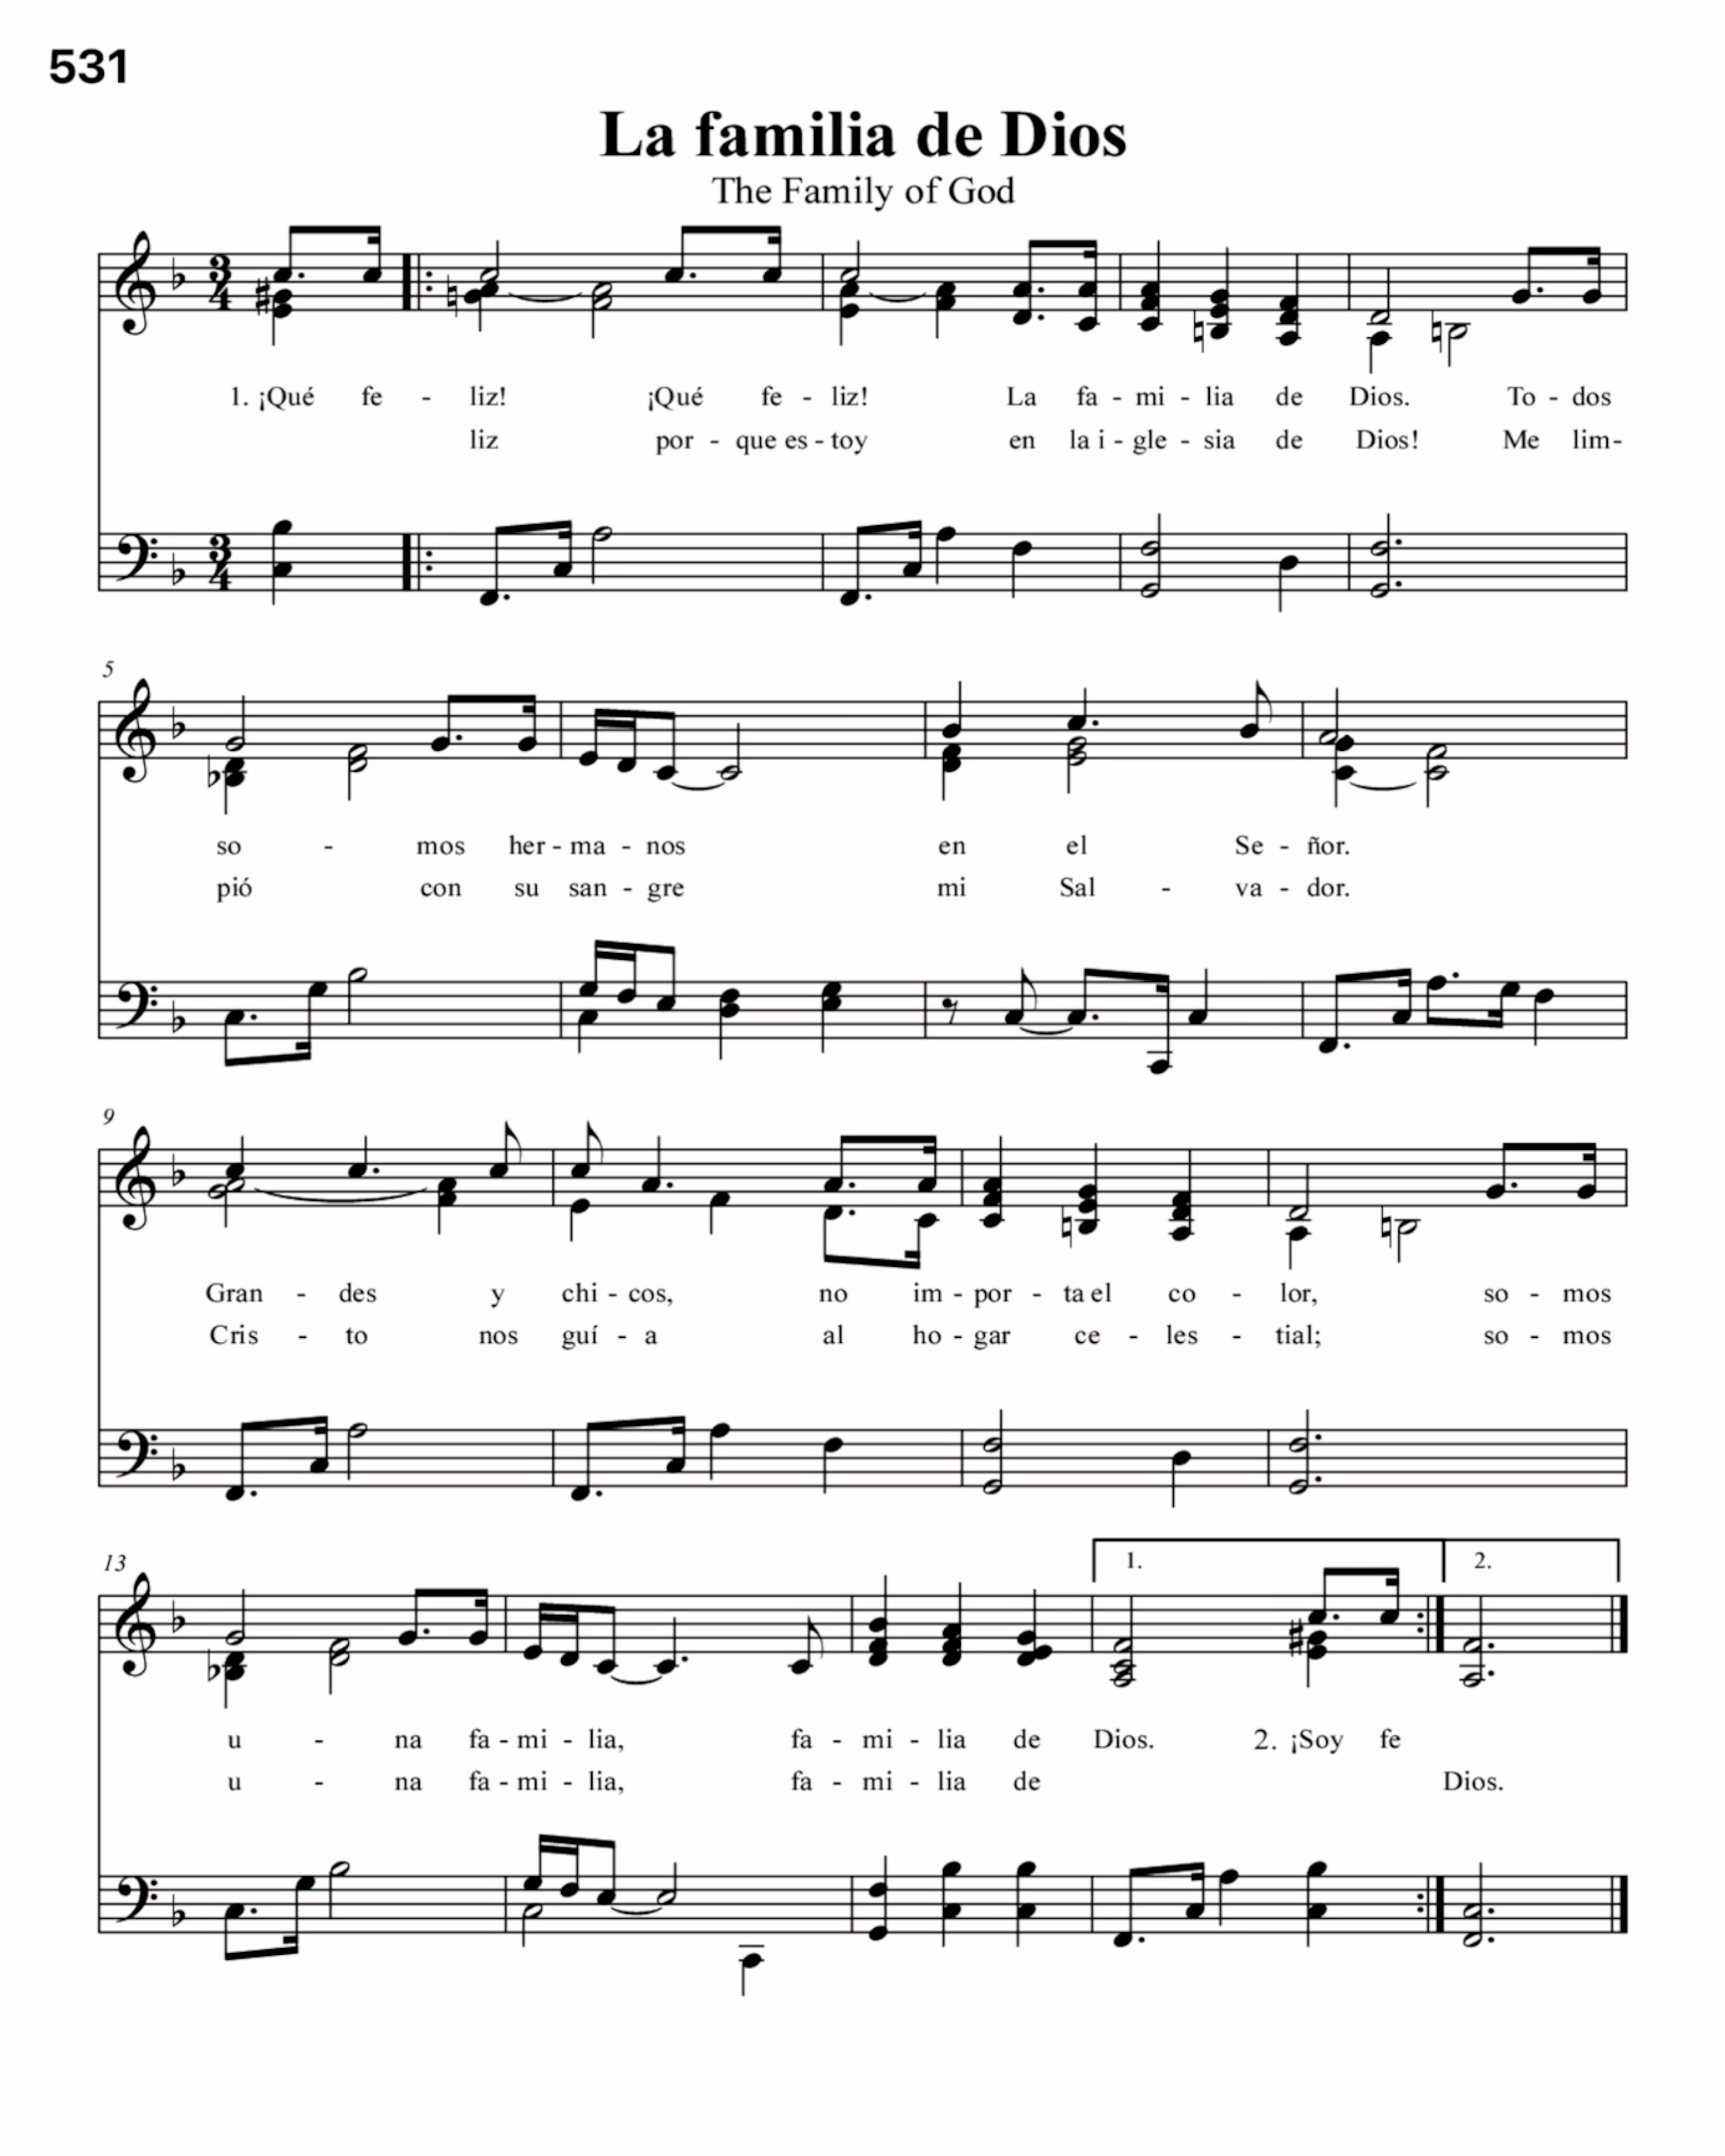 531
La familia de Dios
The Family of God
1. ¡Qué fe - liz! ¡Qué fe - liz! La fa - mi - lia de Dios. To - dos
liz por - que es - toy en la i - gle - sia de Dios! Me lim-
5
so - mos her - ma - nos en el Se - ñor.
pió con su san - gre mi Sal - va - dor.
9
Gran - des y chi - cos, no im - por - ta el co - lor, so - mos
Cris - to nos guí - a al ho - gar ce - les - tial; so - mos
13
1. 2.
u - na fa - mi - lia, fa - mi - lia de Dios. 2. ¡Soy fe
u - na fa - mi - lia, fa - mi - lia de Dios.